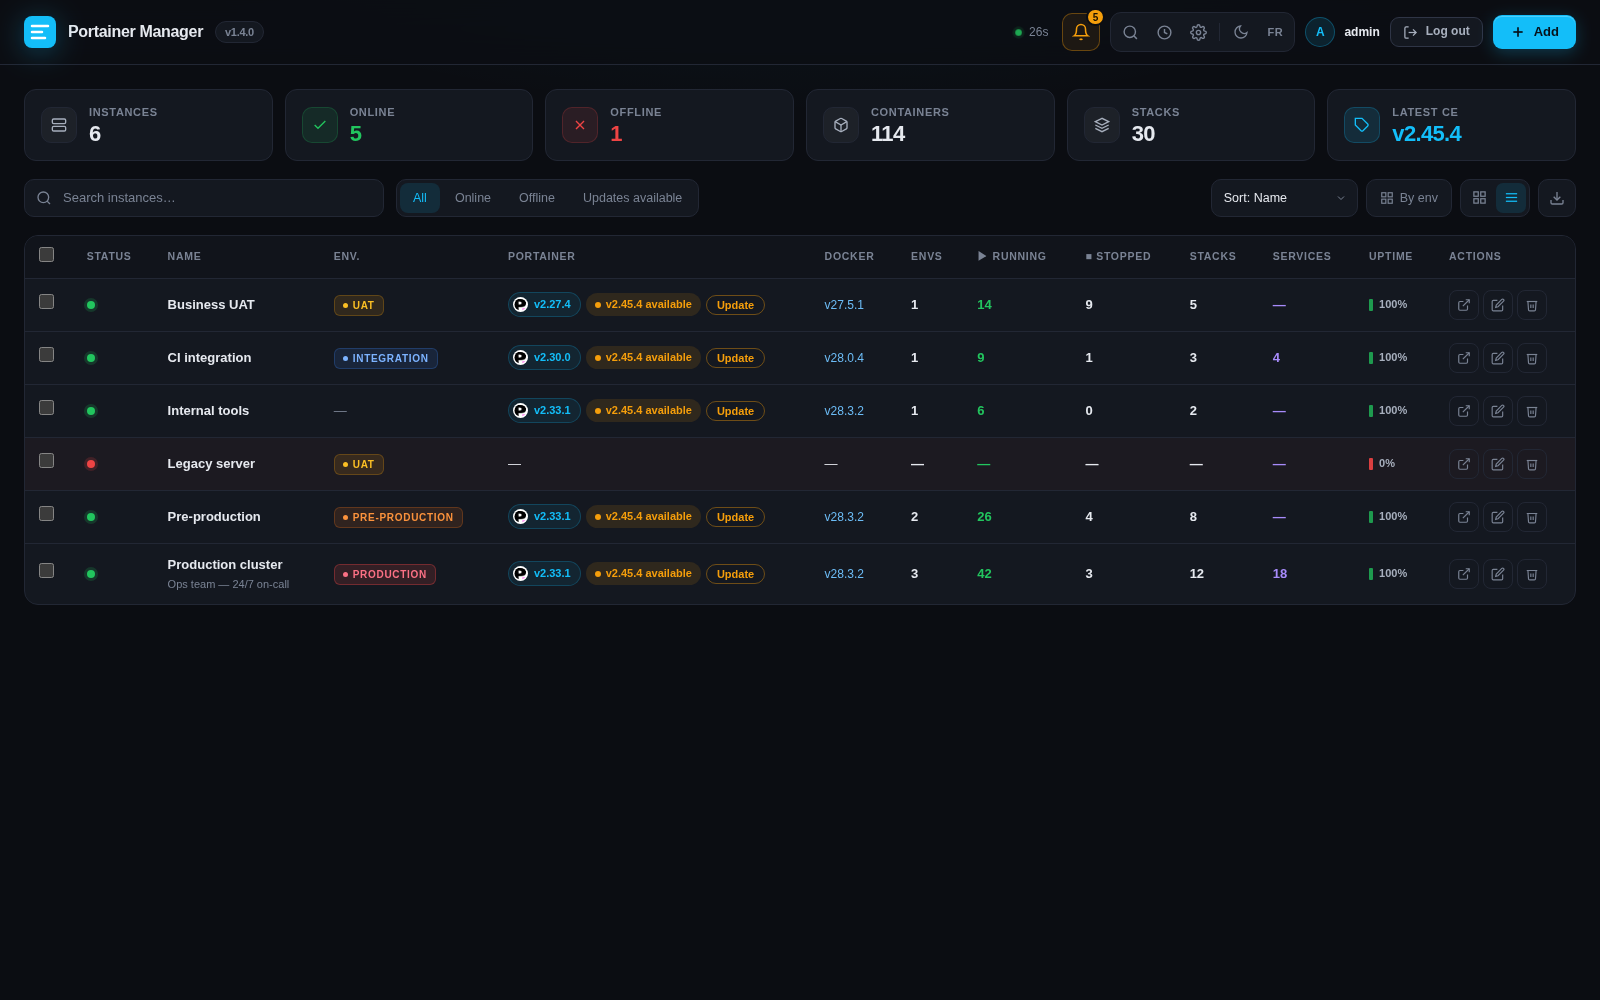 Portainer Manager v1.4.0 26s 5 FR A admin Log out Add
INSTANCES ONLINE OFFLINE CONTAINERS STACKS LATEST CE
6 5 1 114 30 v2.45.4
Search instances… All Online Offline Updates available Sort: Name By env
STATUS NAME ENV. PORTAINER DOCKER ENVS ▶ RUNNING ■ STOPPED STACKS SERVICES UPTIME ACTIONS
Business UAT UAT v2.27.4 v2.45.4 available Update v27.5.1 1 14 9 5 — 100%
CI integration INTEGRATION v2.30.0 v2.45.4 available Update v28.0.4 1 9 1 3 4 100%
Internal tools — v2.33.1 v2.45.4 available Update v28.3.2 1 6 0 2 — 100%
Legacy server UAT — — — — — — — 0%
Pre-production PRE-PRODUCTION v2.33.1 v2.45.4 available Update v28.3.2 2 26 4 8 — 100%
Production cluster PRODUCTION v2.33.1 v2.45.4 available Update v28.3.2 3 42 3 12 18 100%
Ops team — 24/7 on-call